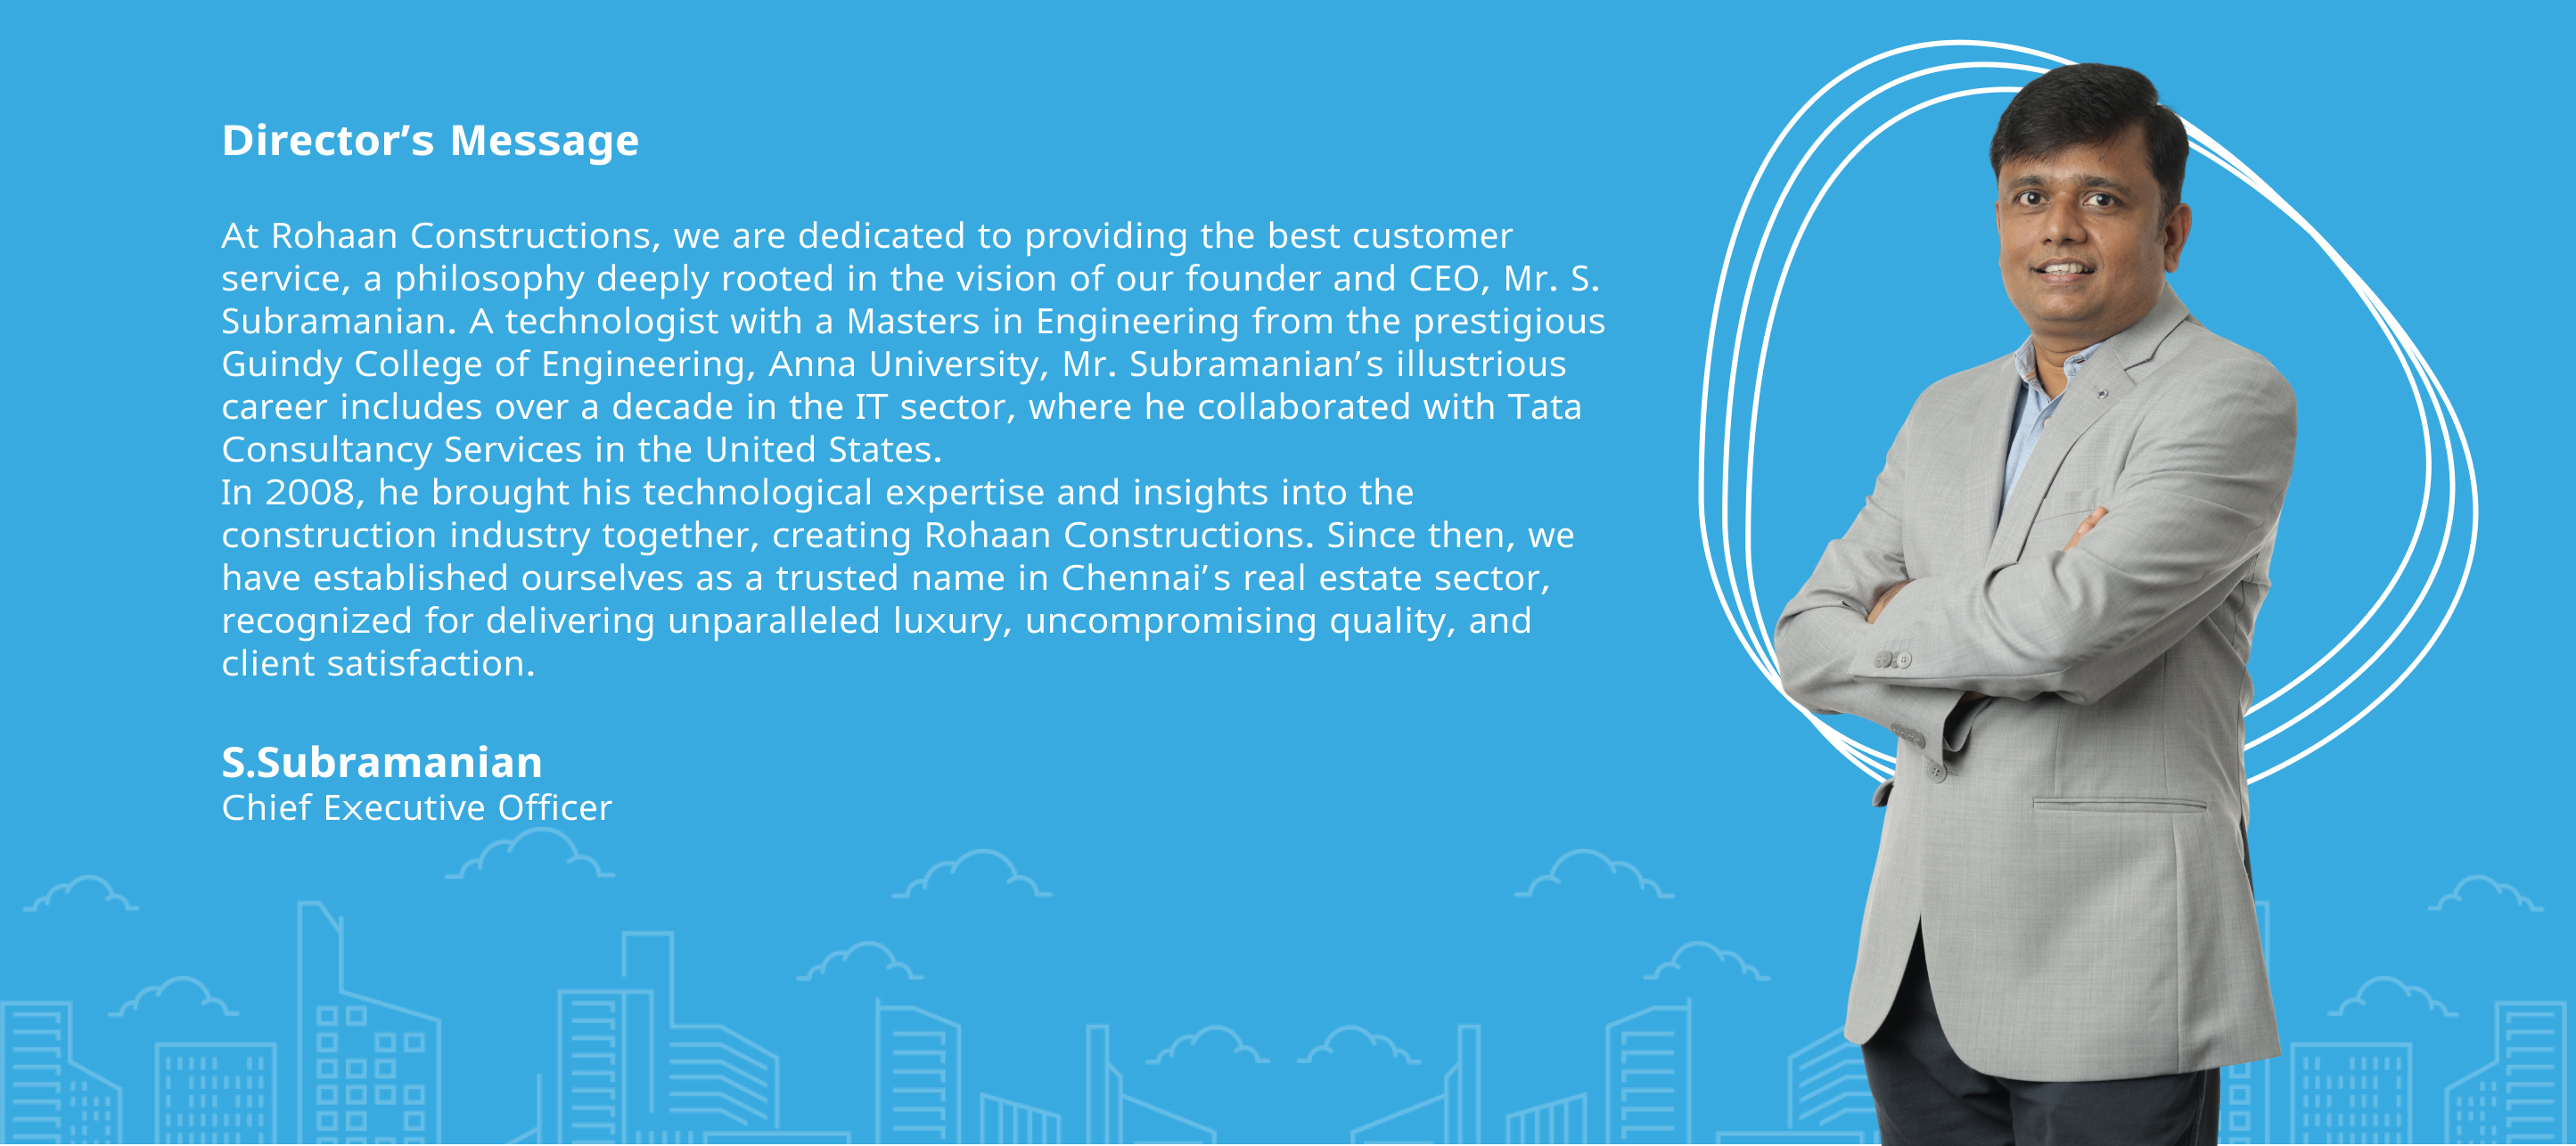 Director’s Message
At Rohaan Constructions, we are dedicated to providing the best customer
service, a philosophy deeply rooted in the vision of our founder and CEO, Mr. S.
Subramanian. A technologist with a Masters in Engineering from the prestigious
Guindy College of Engineering, Anna University, Mr. Subramanian’s illustrious
career includes over a decade in the IT sector, where he collaborated with Tata
Consultancy Services in the United States.
In 2008, he brought his technological expertise and insights into the
construction industry together, creating Rohaan Constructions. Since then, we
have established ourselves as a trusted name in Chennai’s real estate sector,
recognized for delivering unparalleled luxury, uncompromising quality, and
client satisfaction.
S.Subramanian
Chief Executive Officer